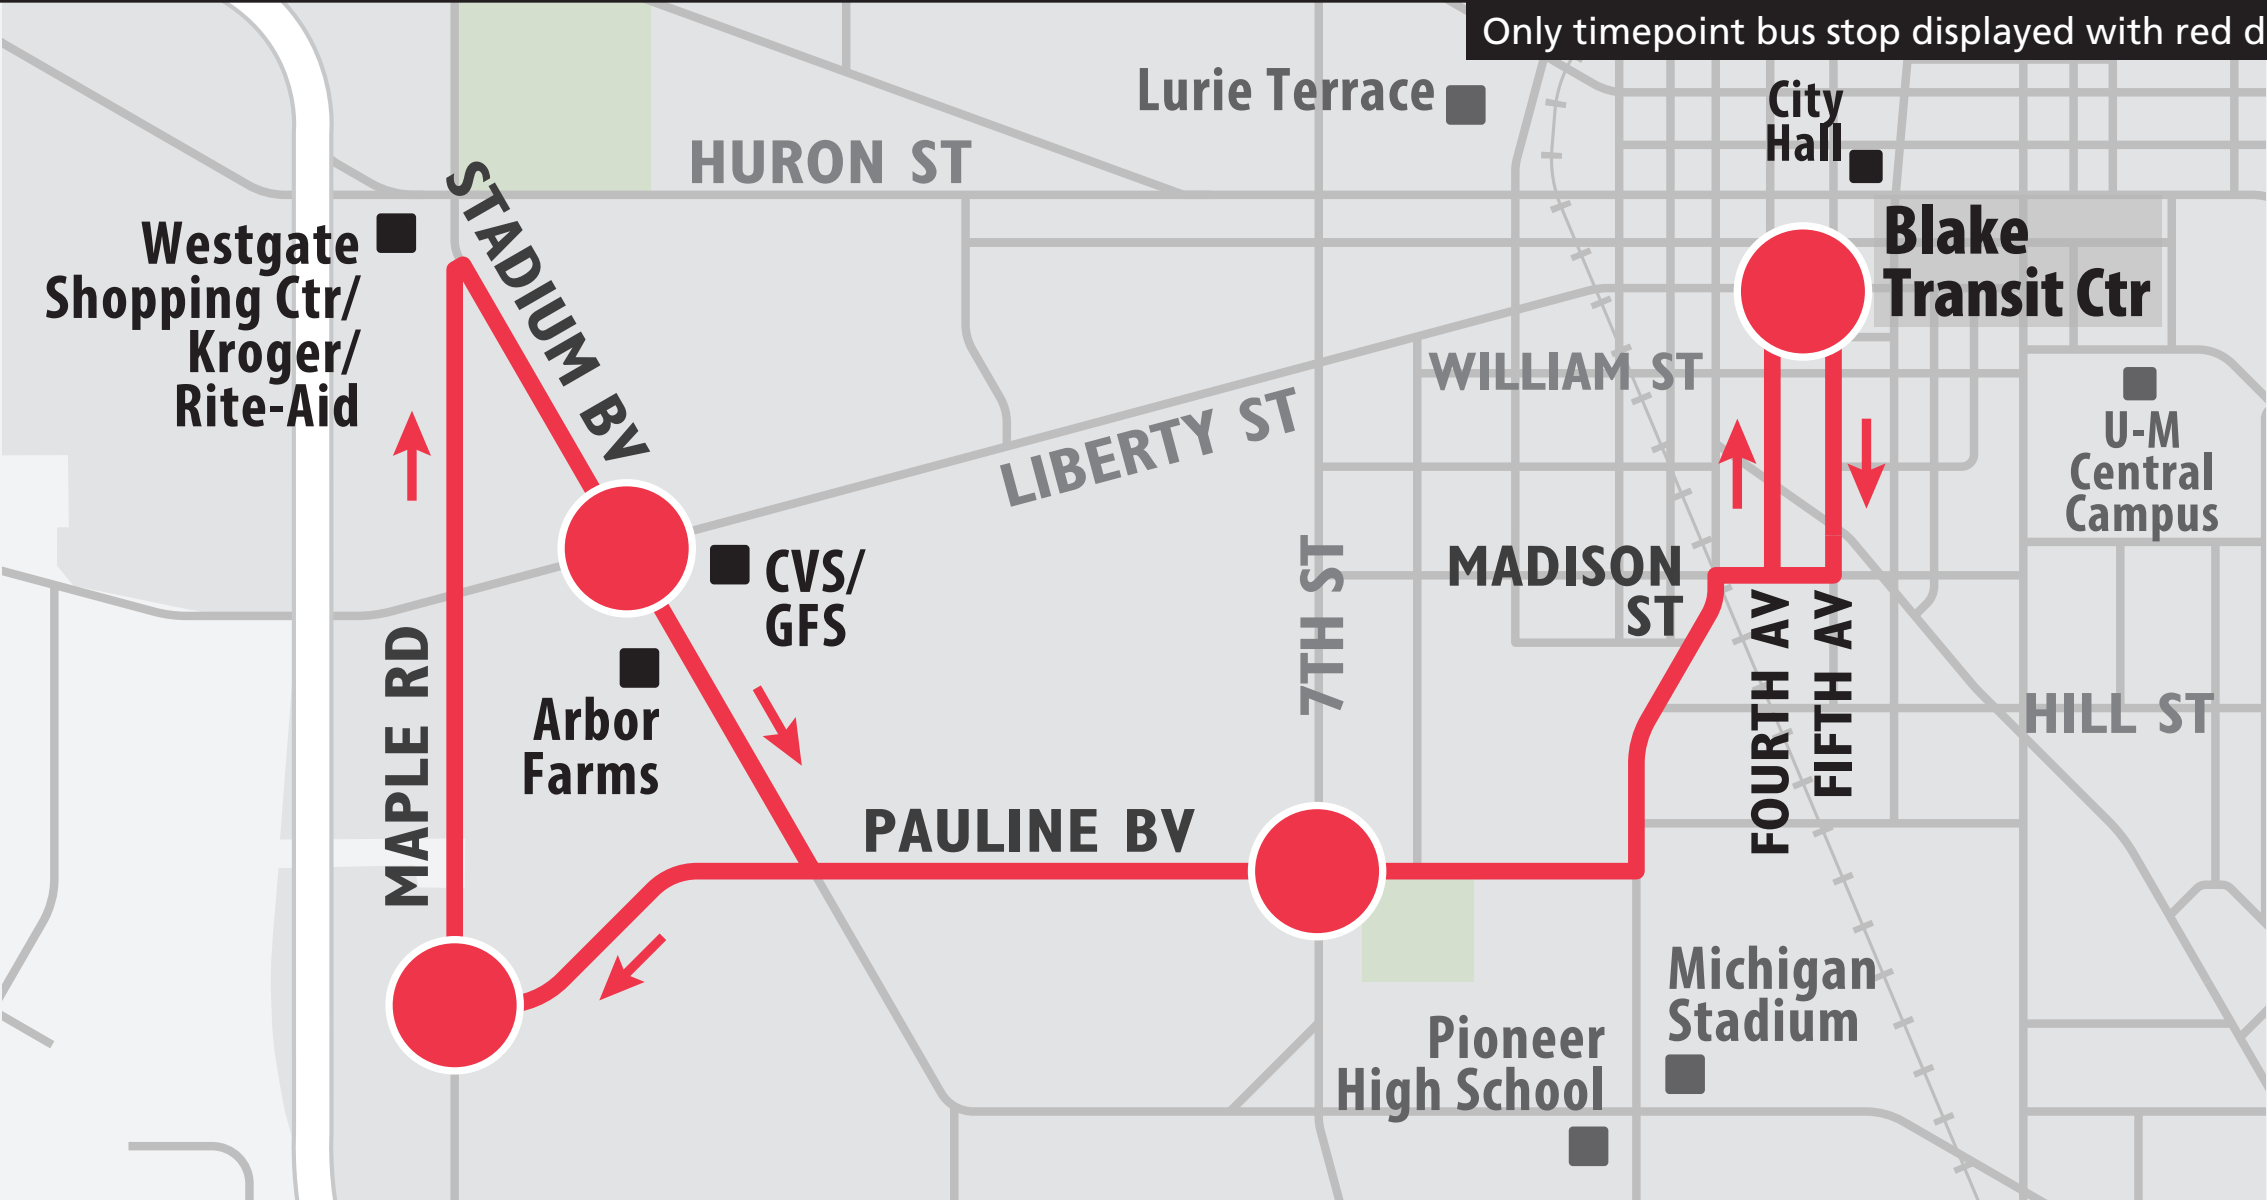 Only timepoint bus stop displayed with red d
Lurie Terrace
City
Hall
HURON ST
STADIUM BV
Westgate
Shopping Ctr/
Kroger/
Rite-Aid
Blake
Transit Ctr
WILLIAM ST
LIBERTY ST
U-M
Central
Campus
CVS/
GFS
7TH ST
MADISON
ST
FOURTH AV
FIFTH AV
HILL ST
MAPLE RD
Arbor
Farms
PAULINE BV
Michigan
Stadium
Pioneer
High School